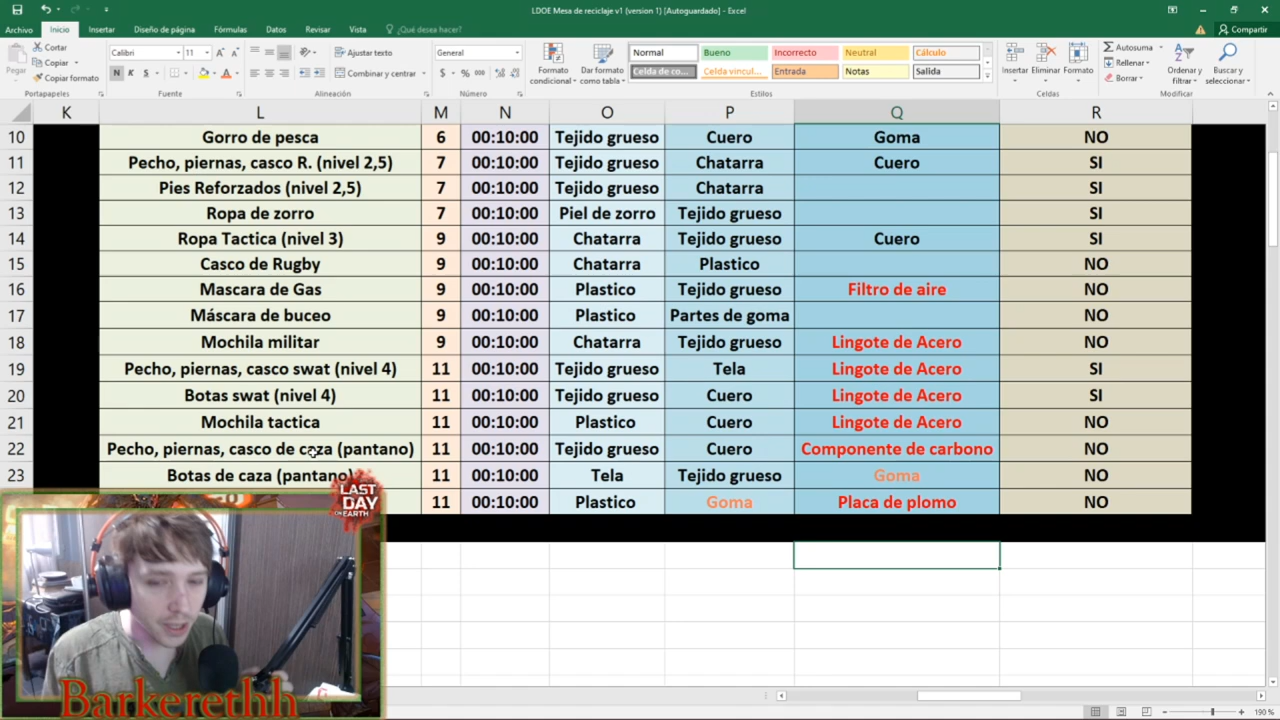 LDOE Mesa de reciclaje v1 (version 1) [Autoguardado] - Excel
Archivo Inicio Insertar Diseño de página Fórmulas Datos Revisar Vista ¿Qué desea hacer? Compartir
Pegar
Cortar
Copiar
Copiar formato
Portapapeles
Calibri 11
N K S
Fuente
Ajustar texto
Combinar y centrar
Alineación
General
$ % 000
Número
Formato condicional
Dar formato como tabla
Normal Bueno Incorrecto Neutral Cálculo
Celda de co... Celda vincul... Entrada Notas Salida
Estilos
Insertar Eliminar Formato
Celdas
Autosuma
Rellenar
Borrar
Ordenar y filtrar
Buscar y seleccionar
Modificar
K L M N O P Q R
10 Gorro de pesca 6 00:10:00 Tejido grueso Cuero Goma NO
11 Pecho, piernas, casco R. (nivel 2,5) 7 00:10:00 Tejido grueso Chatarra Cuero SI
12 Pies Reforzados (nivel 2,5) 7 00:10:00 Tejido grueso Chatarra SI
13 Ropa de zorro 7 00:10:00 Piel de zorro Tejido grueso SI
14 Ropa Tactica (nivel 3) 9 00:10:00 Chatarra Tejido grueso Cuero SI
15 Casco de Rugby 9 00:10:00 Chatarra Plastico NO
16 Mascara de Gas 9 00:10:00 Plastico Tejido grueso Filtro de aire NO
17 Máscara de buceo 9 00:10:00 Plastico Partes de goma NO
18 Mochila militar 9 00:10:00 Chatarra Tejido grueso Lingote de Acero NO
19 Pecho, piernas, casco swat (nivel 4) 11 00:10:00 Tejido grueso Tela Lingote de Acero SI
20 Botas swat (nivel 4) 11 00:10:00 Tejido grueso Cuero Lingote de Acero SI
21 Mochila tactica 11 00:10:00 Plastico Cuero Lingote de Acero NO
22 Pecho, piernas, casco de caza (pantano) 11 00:10:00 Tejido grueso Cuero Componente de carbono NO
23 Botas de caza (pantano) 11 00:10:00 Tela Tejido grueso Goma NO
11 00:10:00 Plastico Goma Placa de plomo NO
LAST
DAY
ON EARTH
Barkerethh
190 %